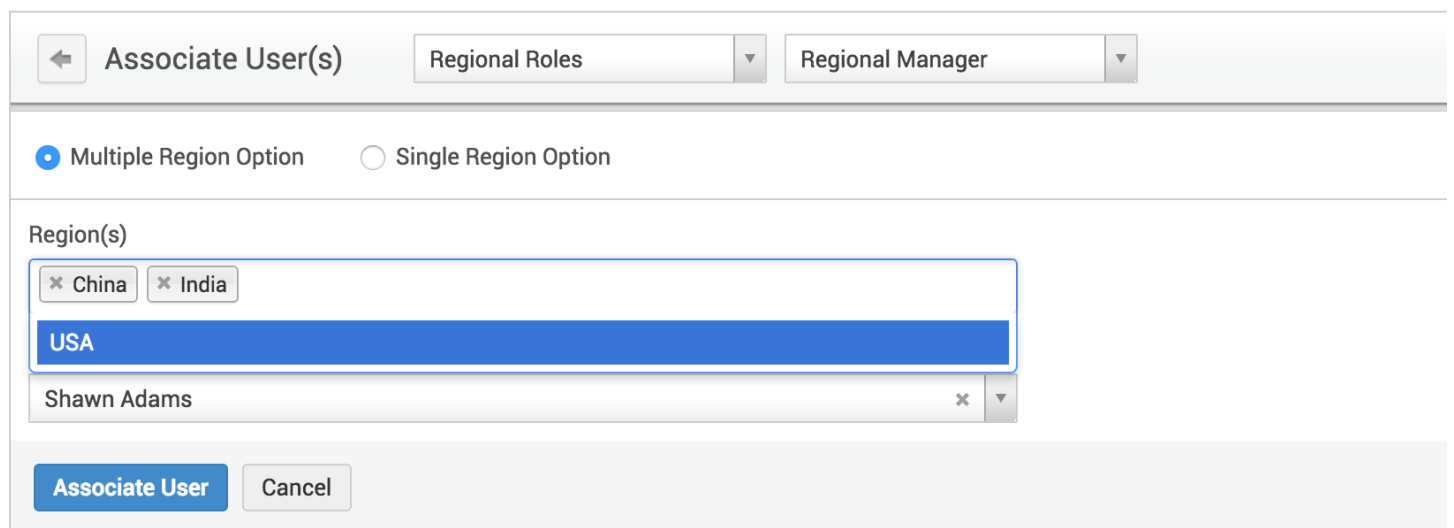 Associate User(s) Regional Roles Regional Manager
Multiple Region Option Single Region Option
Region(s)
China India
USA
Shawn Adams
Associate User Cancel